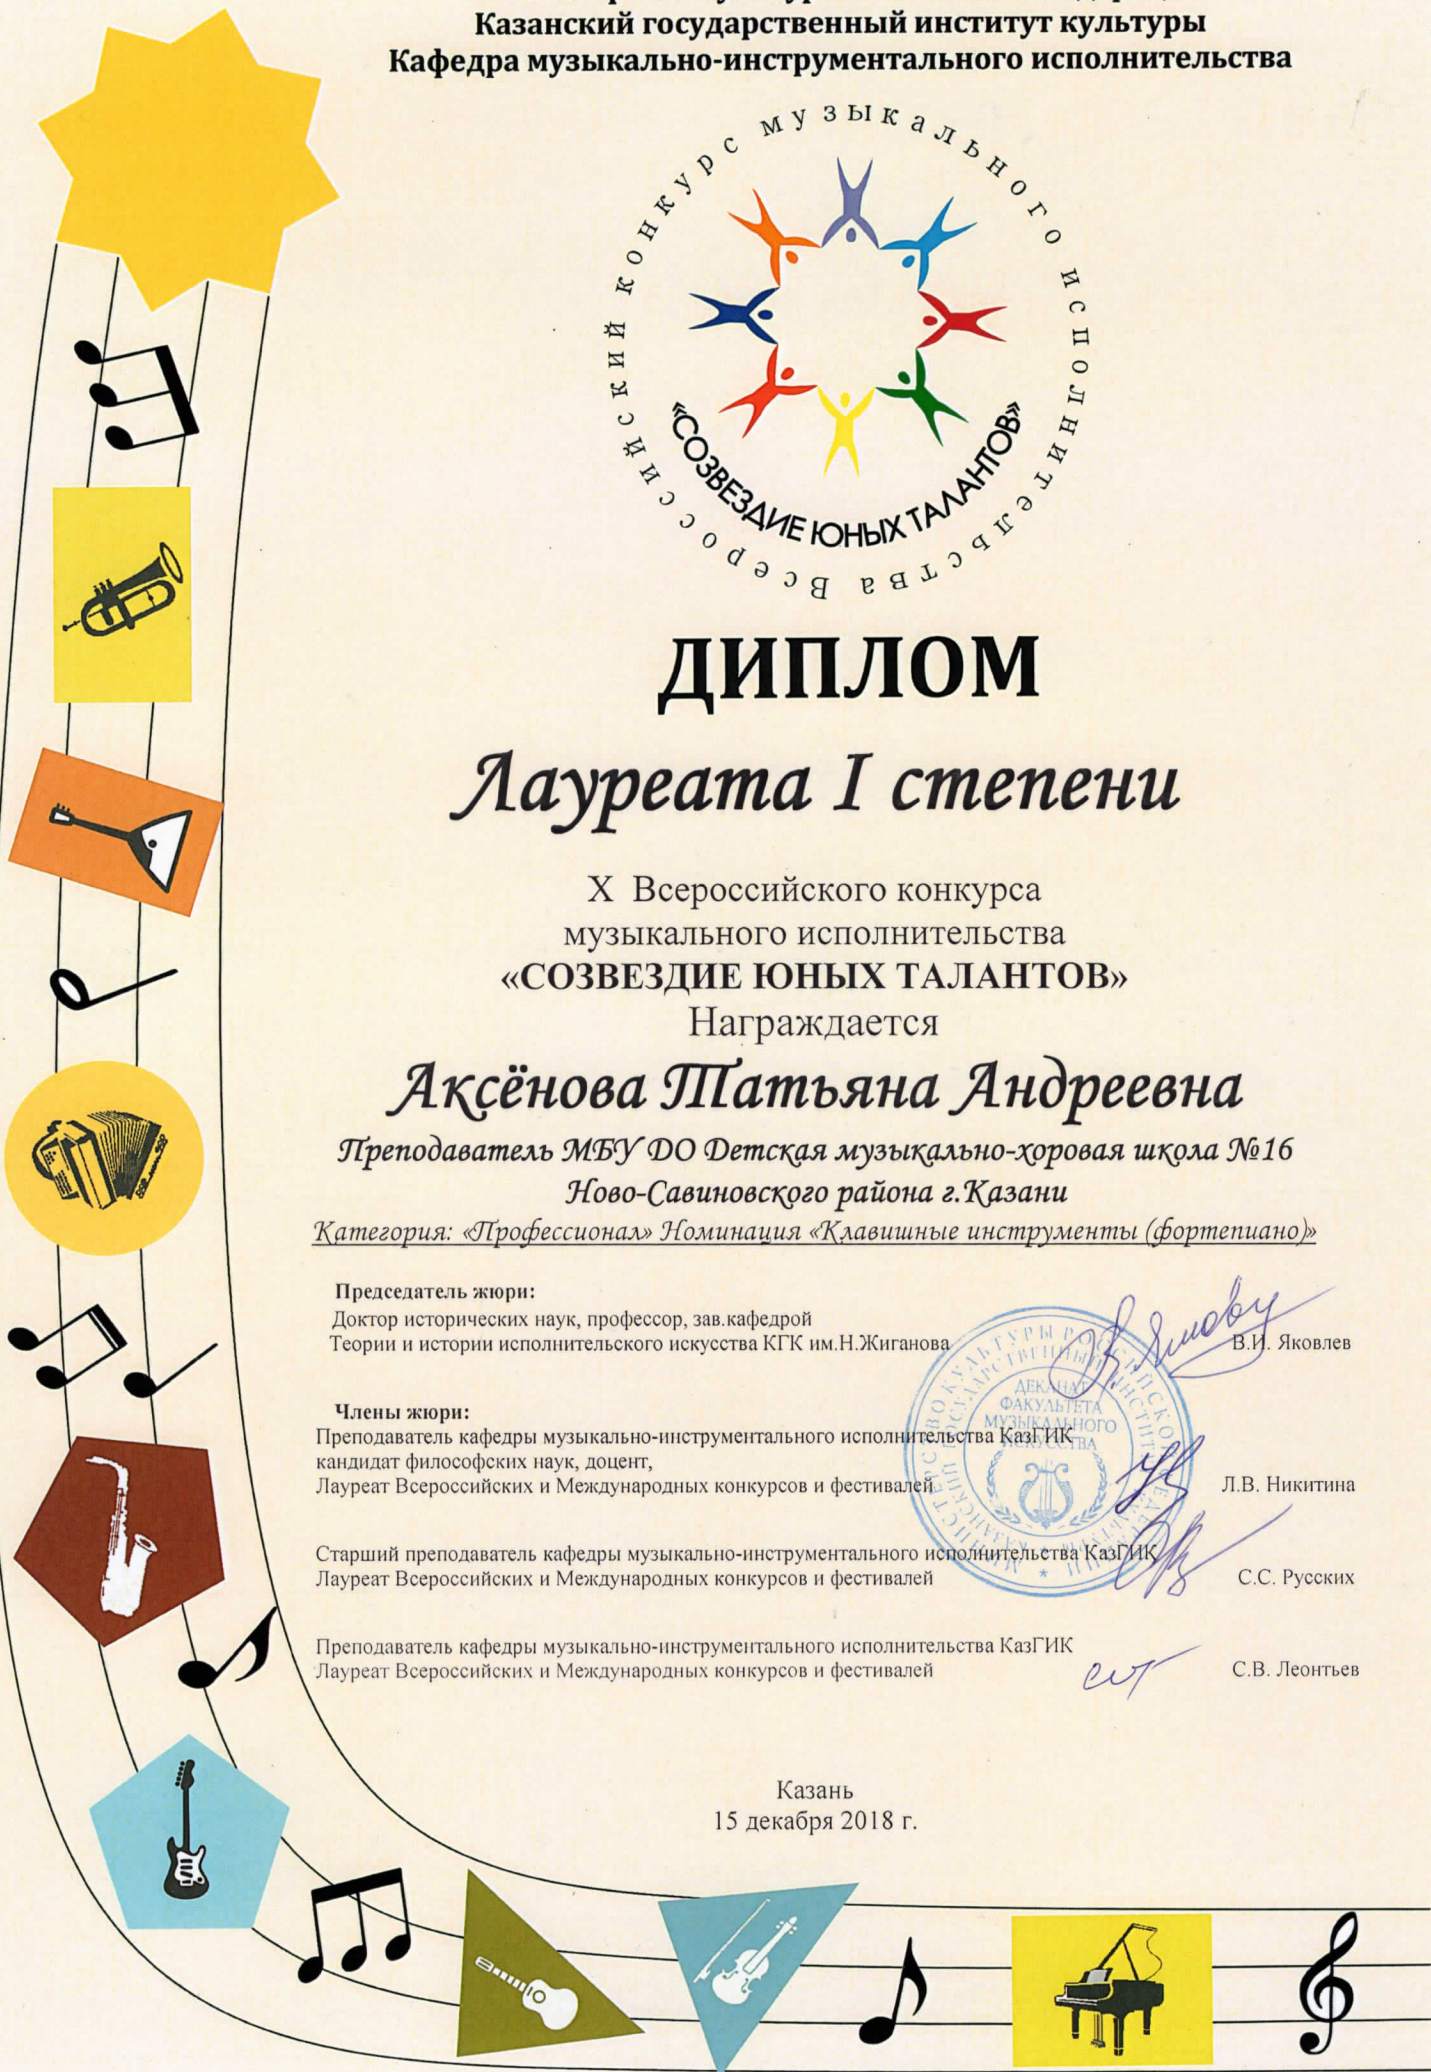 Казанский государственный институт культуры
Кафедра музыкально-инструментального исполнительства
Всероссийский конкурс музыкального исполнительства
«СОЗВЕЗДИЕ ЮНЫХ ТАЛАНТОВ»
ДИПЛОМ
Лауреата I степени
X Всероссийского конкурса
музыкального исполнительства
«СОЗВЕЗДИЕ ЮНЫХ ТАЛАНТОВ»
Награждается
Аксёнова Татьяна Андреевна
Преподаватель МБУ ДО Детская музыкально-хоровая школа №16
Ново-Савиновского района г.Казани
Категория: «Профессионал» Номинация «Клавишные инструменты (фортепиано)»
Председатель жюри:
Доктор исторических наук, профессор, зав.кафедрой
Теории и истории исполнительского искусства КГК им.Н.Жиганова В.И. Яковлев
ДЕКАНАТ
ФАКУЛЬТЕТА
МУЗЫКАЛЬНОГО
ИСКУССТВА
Члены жюри:
Преподаватель кафедры музыкально-инструментального исполнительства КазГИК
кандидат философских наук, доцент,
Лауреат Всероссийских и Международных конкурсов и фестивалей Л.В. Никитина
Старший преподаватель кафедры музыкально-инструментального исполнительства КазГИК
Лауреат Всероссийских и Международных конкурсов и фестивалей С.С. Русских
Преподаватель кафедры музыкально-инструментального исполнительства КазГИК
Лауреат Всероссийских и Международных конкурсов и фестивалей С.В. Леонтьев
Казань
15 декабря 2018 г.